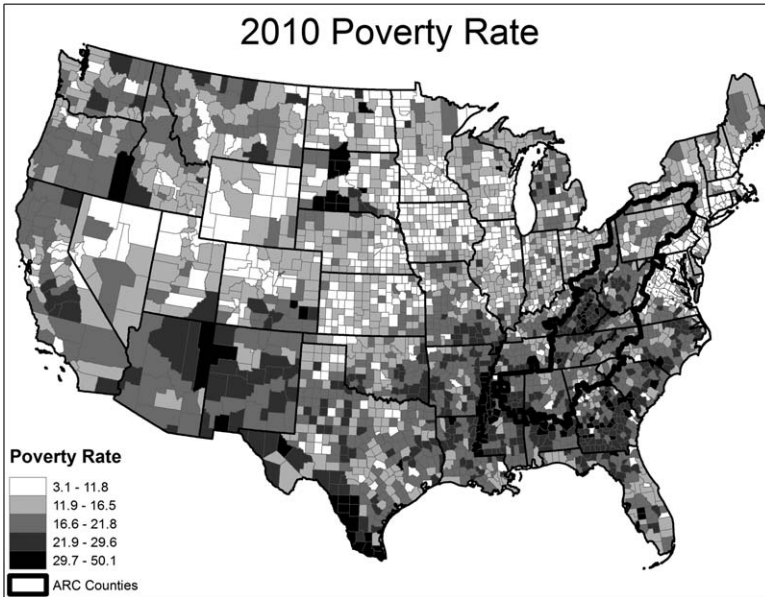 2010 Poverty Rate
Poverty Rate
3.1 - 11.8
11.9 - 16.5
16.6 - 21.8
21.9 - 29.6
29.7 - 50.1
ARC Counties